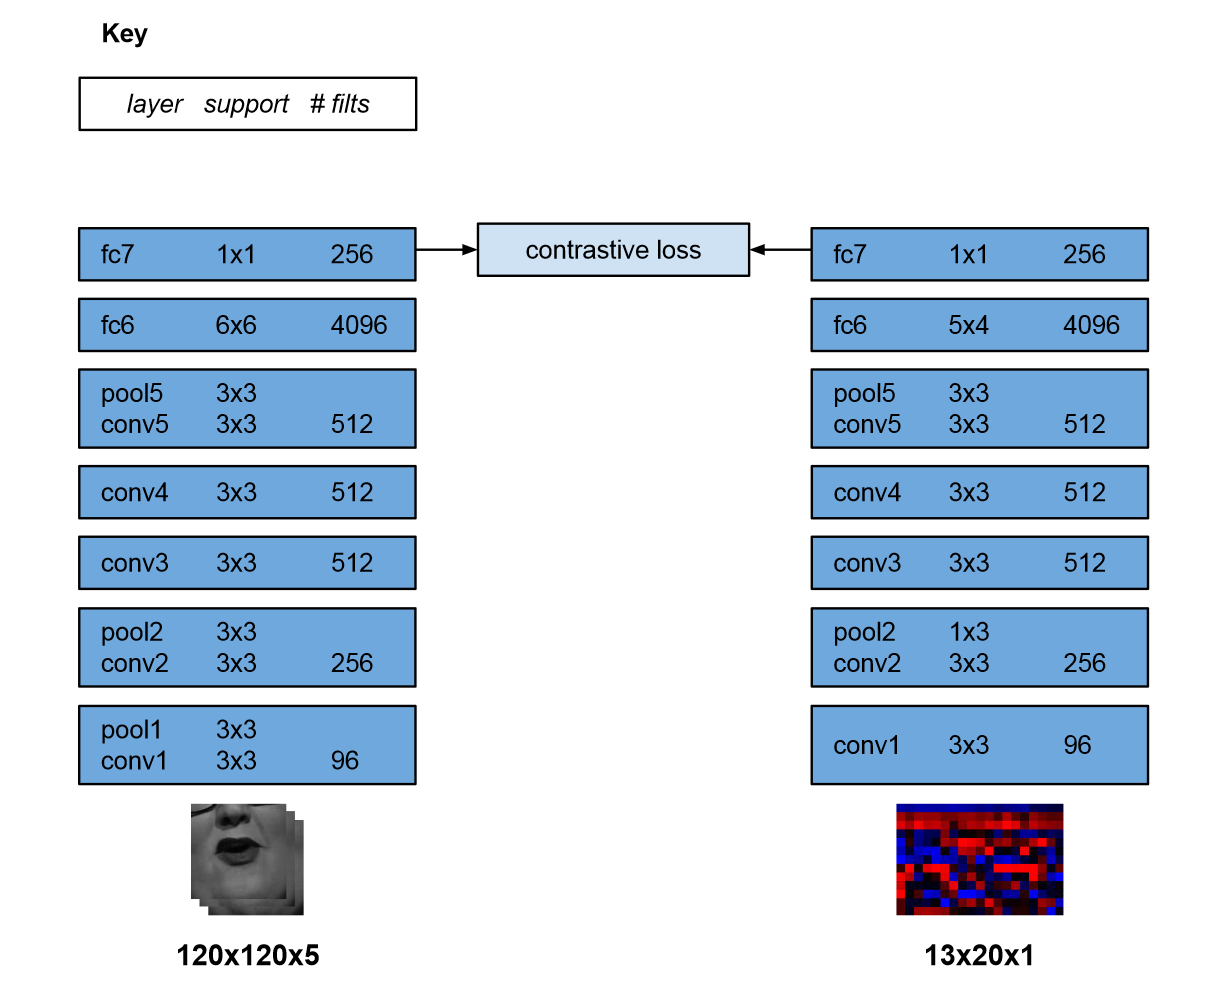 Key
layer support # filts
fc7 1x1 256
contrastive loss
fc7 1x1 256
fc6 6x6 4096
fc6 5x4 4096
pool5 3x3
conv5 3x3 512
pool5 3x3
conv5 3x3 512
conv4 3x3 512
conv4 3x3 512
conv3 3x3 512
conv3 3x3 512
pool2 3x3
conv2 3x3 256
pool2 1x3
conv2 3x3 256
pool1 3x3
conv1 3x3 96
conv1 3x3 96
120x120x5
13x20x1